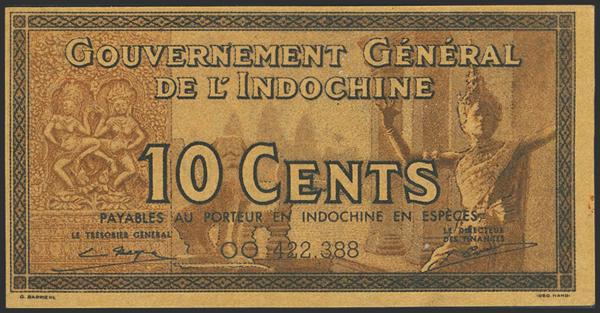 GOUVERNEMENT GÉNÉRAL
DE L'INDOCHINE
10 CENTS
PAYABLES AU PORTEUR EN INDOCHINE EN ESPÈCES
LE TRÉSORIER GÉNÉRAL
LE DIRECTEUR
DES FINANCES
OO.422.388
G. BARRIÈRE
IDEO. HANOI